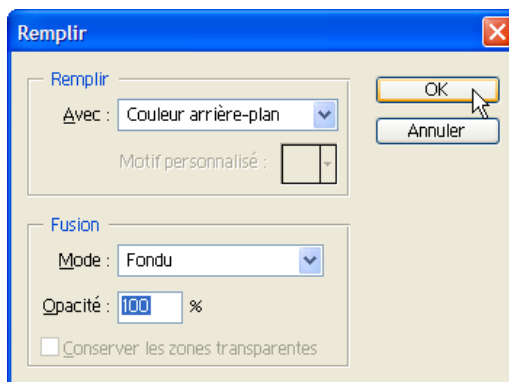 Remplir
Remplir
Avec : Couleur arrière-plan
Motif personnalisé :
OK
Annuler
Fusion
Mode : Fondu
Opacité : 100 %
Conserver les zones transparentes